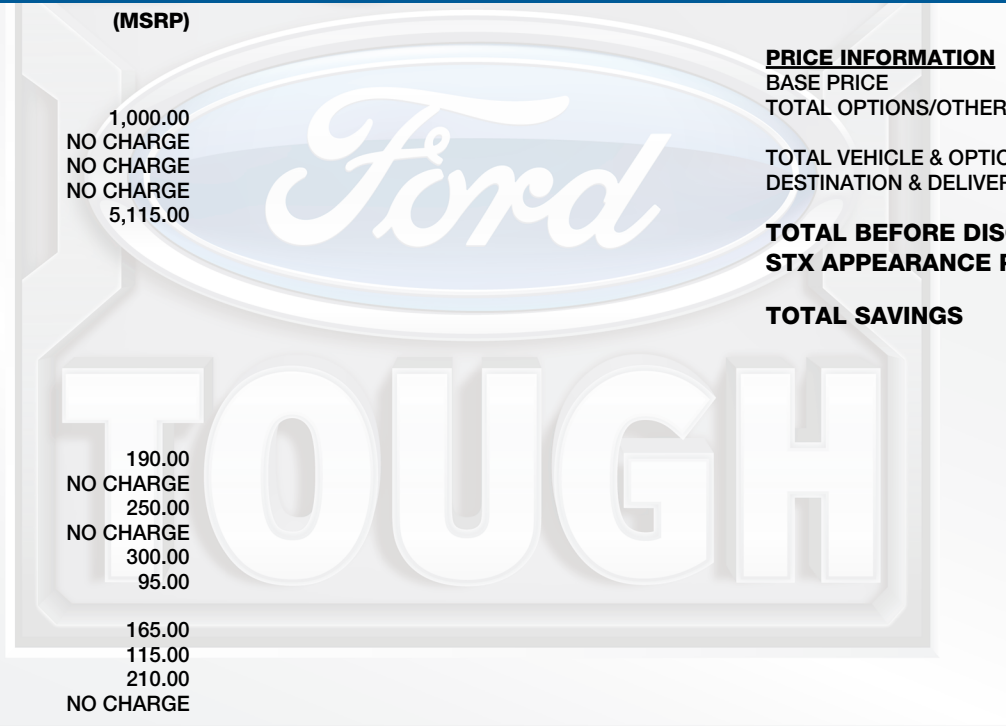 (MSRP)
1,000.00
NO CHARGE
NO CHARGE
NO CHARGE
5,115.00
190.00
NO CHARGE
250.00
NO CHARGE
300.00
95.00
165.00
115.00
210.00
NO CHARGE
Ford
TOUGH
PRICE INFORMATION
BASE PRICE
TOTAL OPTIONS/OTHER
TOTAL VEHICLE & OPTIO
DESTINATION & DELIVER
TOTAL BEFORE DIS
STX APPEARANCE P
TOTAL SAVINGS